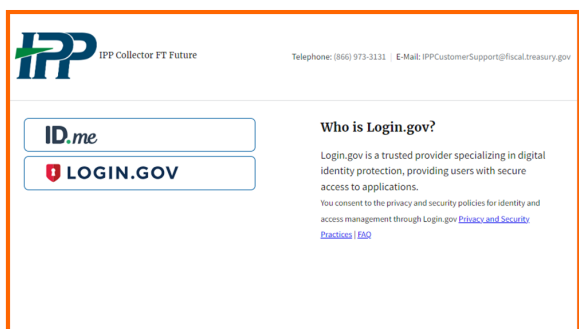 IPP
IPP Collector FT Future
Telephone: (866) 973-3131 | E-Mail: IPPCustomerSupport@fiscal.treasury.gov
ID.me
LOGIN.GOV
Who is Login.gov?
Login.gov is a trusted provider specializing in digital
identity protection, providing users with secure
access to applications.
You consent to the privacy and security policies for identity and
access management through Login.gov Privacy and Security
Practices | FAQ